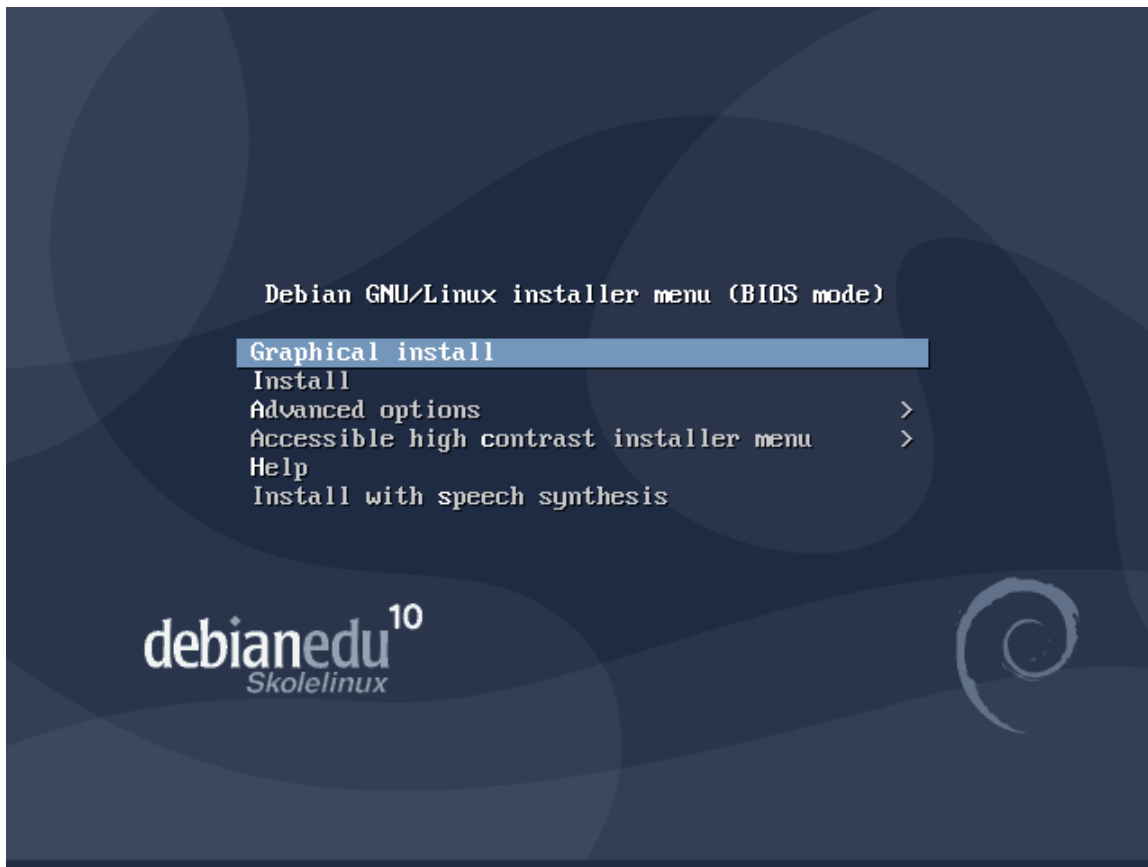 Debian GNU/Linux installer menu (BIOS mode)
Graphical install
Install
Advanced options >
Accessible high contrast installer menu >
Help
Install with speech synthesis
debianedu 10
Skolelinux